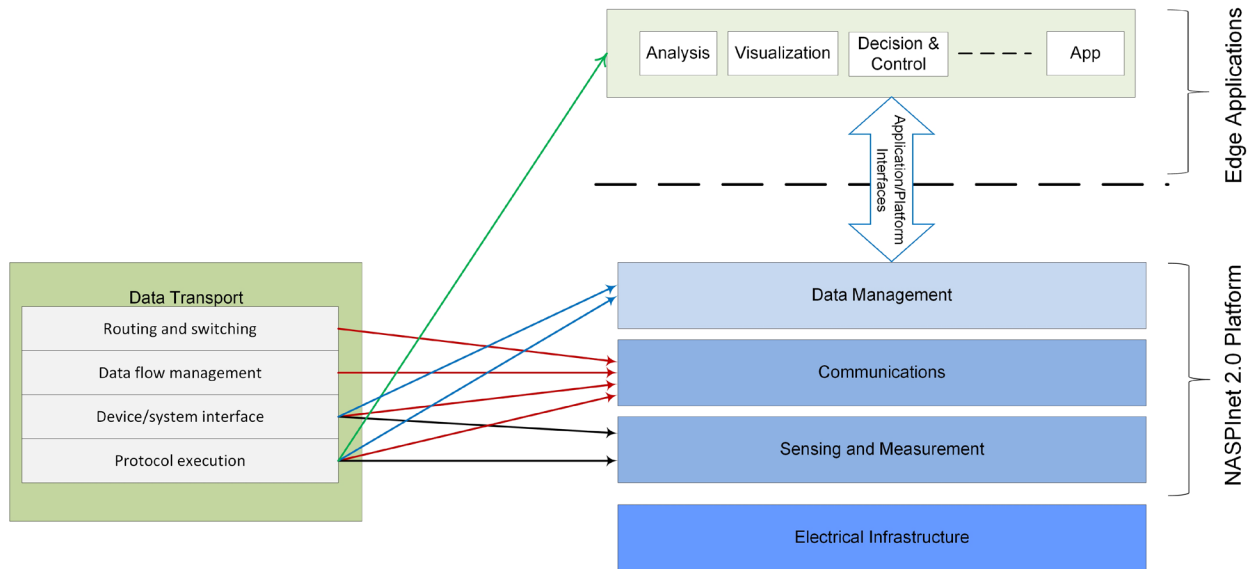 Analysis
Visualization
Decision &
Control
App
Edge Applications
Application/Platform
Interfaces
Data Transport
Routing and switching
Data flow management
Device/system interface
Protocol execution
Data Management
Communications
Sensing and Measurement
Electrical Infrastructure
NASPInet 2.0 Platform